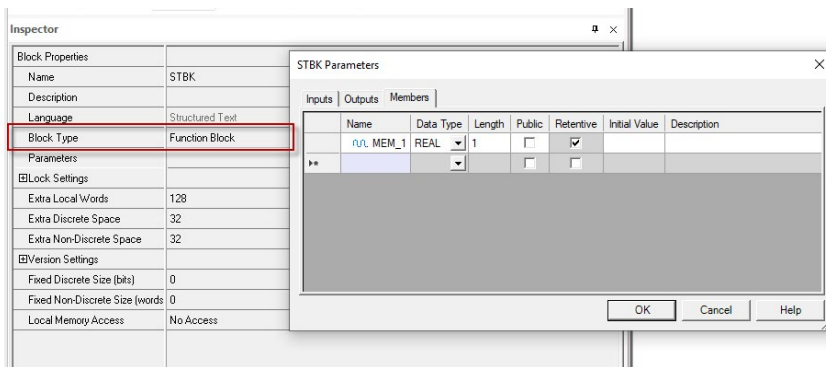 Inspector
Block Properties
Name STBK
Description
Language Structured Text
Block Type Function Block
Parameters
Lock Settings
Extra Local Words 128
Extra Discrete Space 32
Extra Non-Discrete Space 32
Version Settings
Fixed Discrete Size (bits) 0
Fixed Non-Discrete Size (words 0
Local Memory Access No Access
STBK Parameters
Inputs Outputs Members
Name Data Type Length Public Retentive Initial Value Description
MEM_1 REAL 1
OK Cancel Help